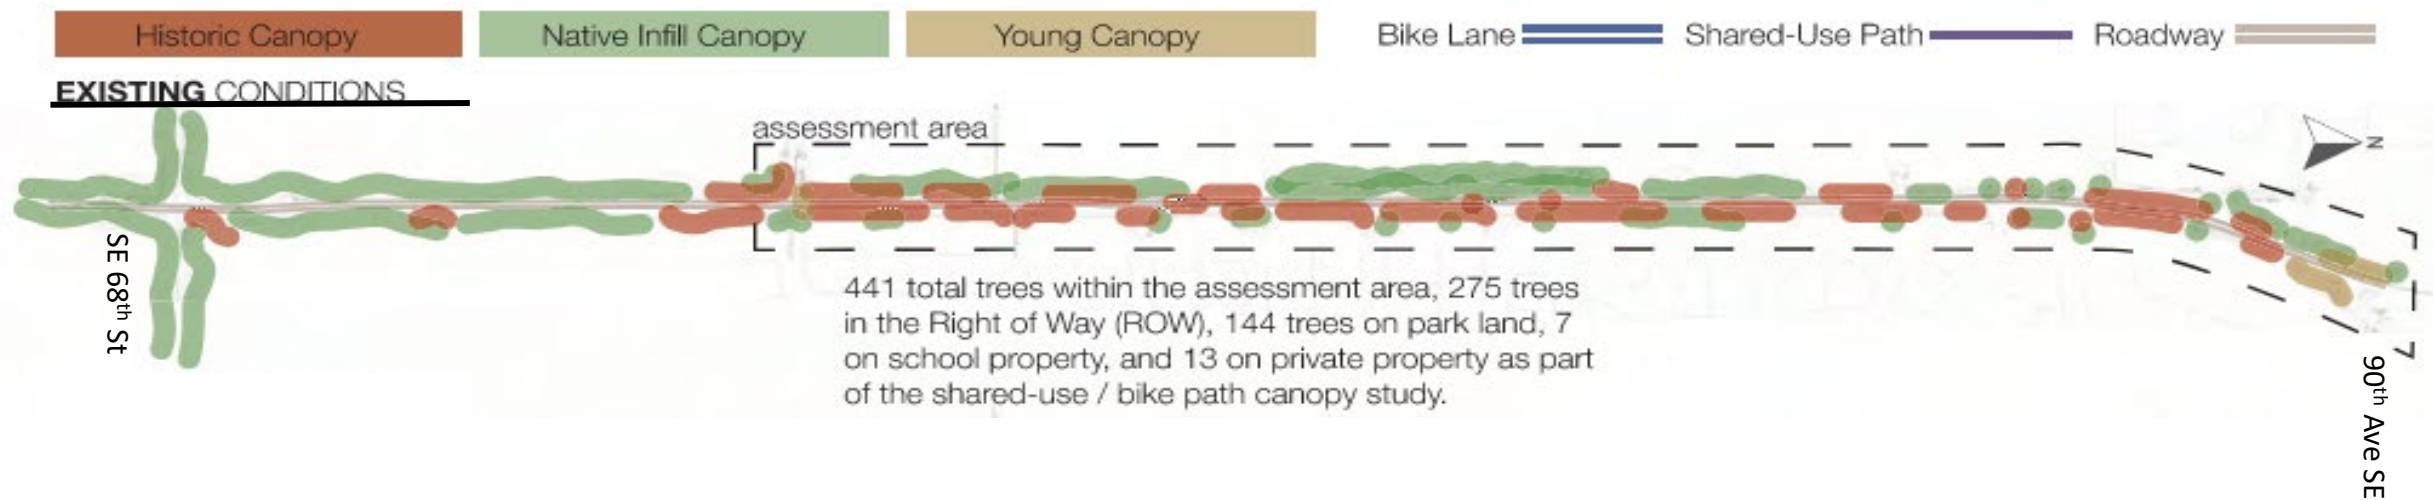 Historic Canopy
Native Infill Canopy
Young Canopy
Bike Lane
Shared-Use Path
Roadway
EXISTING CONDITIONS
assessment area
N
SE 68th St
441 total trees within the assessment area, 275 trees
in the Right of Way (ROW), 144 trees on park land, 7
on school property, and 13 on private property as part
of the shared-use / bike path canopy study.
90th Ave SE